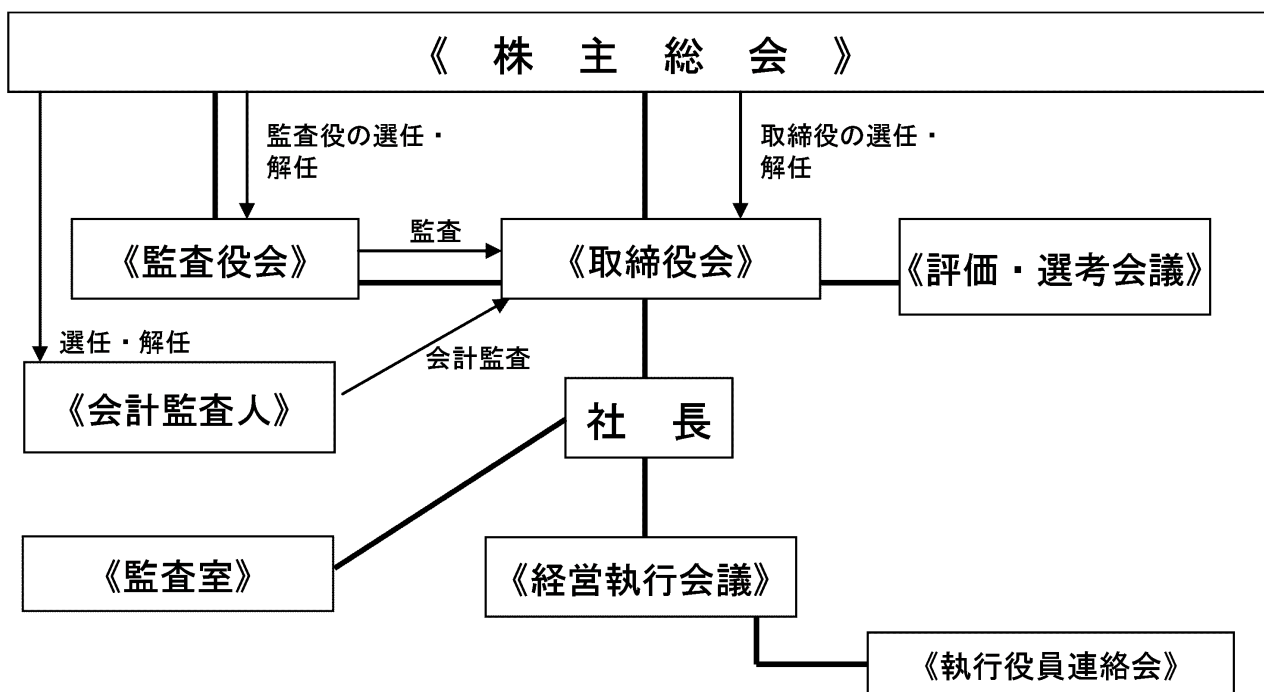 《 株 主 総 会 》
監査役の選任・
解任
取締役の選任・
解任
監査
《監査役会》
《取締役会》
《評価・選考会議》
選任・解任
会計監査
《会計監査人》
社 長
《監査室》
《経営執行会議》
《執行役員連絡会》